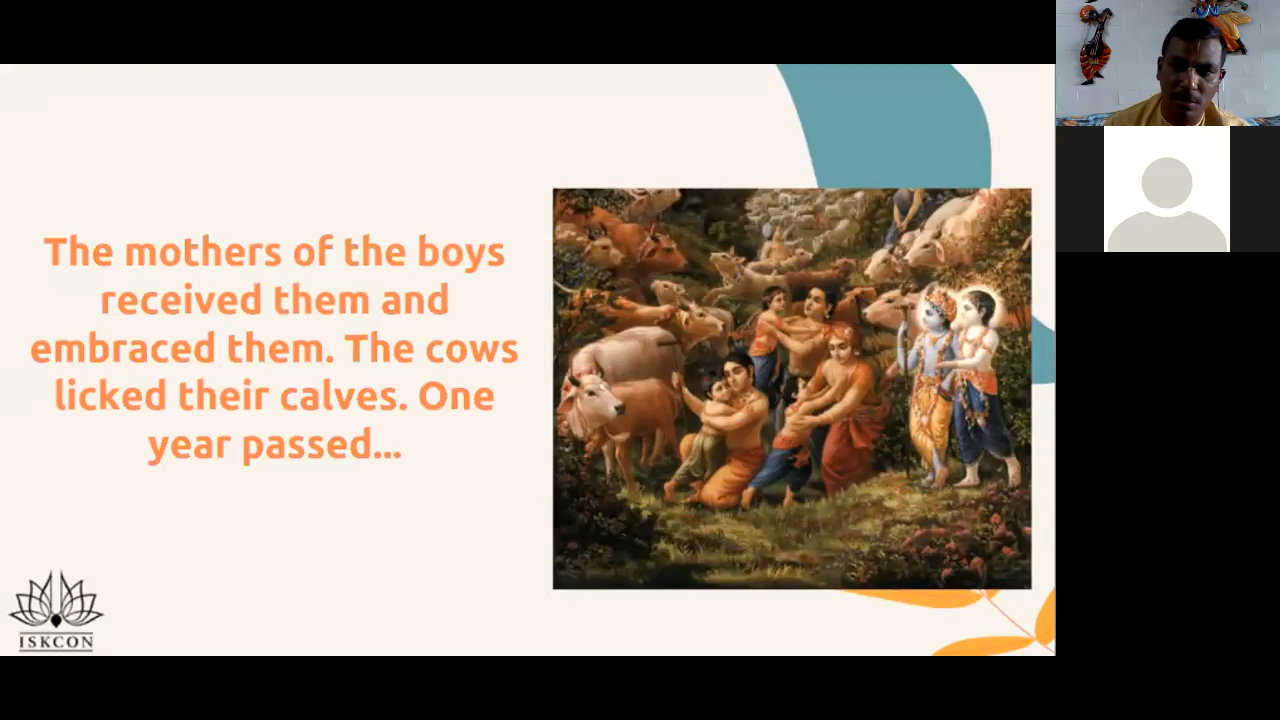 The mothers of the boys
received them and
embraced them. The cows
licked their calves. One
year passed...
ISKCON